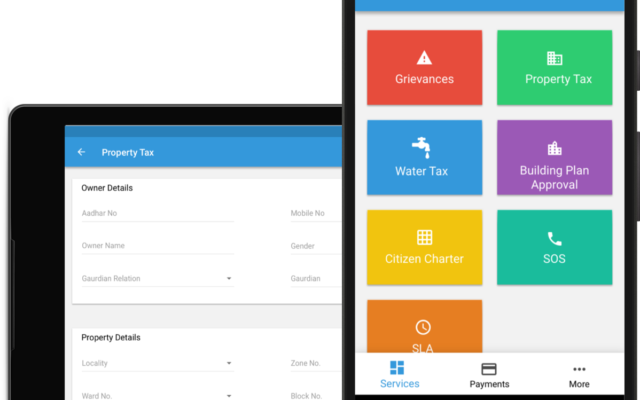 Property Tax
Owner Details
Aadhar No
Mobile No
Owner Name
Gender
Gaurdian Relation
Gaurdian
Property Details
Locality
Zone No.
Ward No.
Block No.
Grievances
Property Tax
Water Tax
Building Plan
Approval
Citizen Charter
SOS
SLA
Services
Payments
More